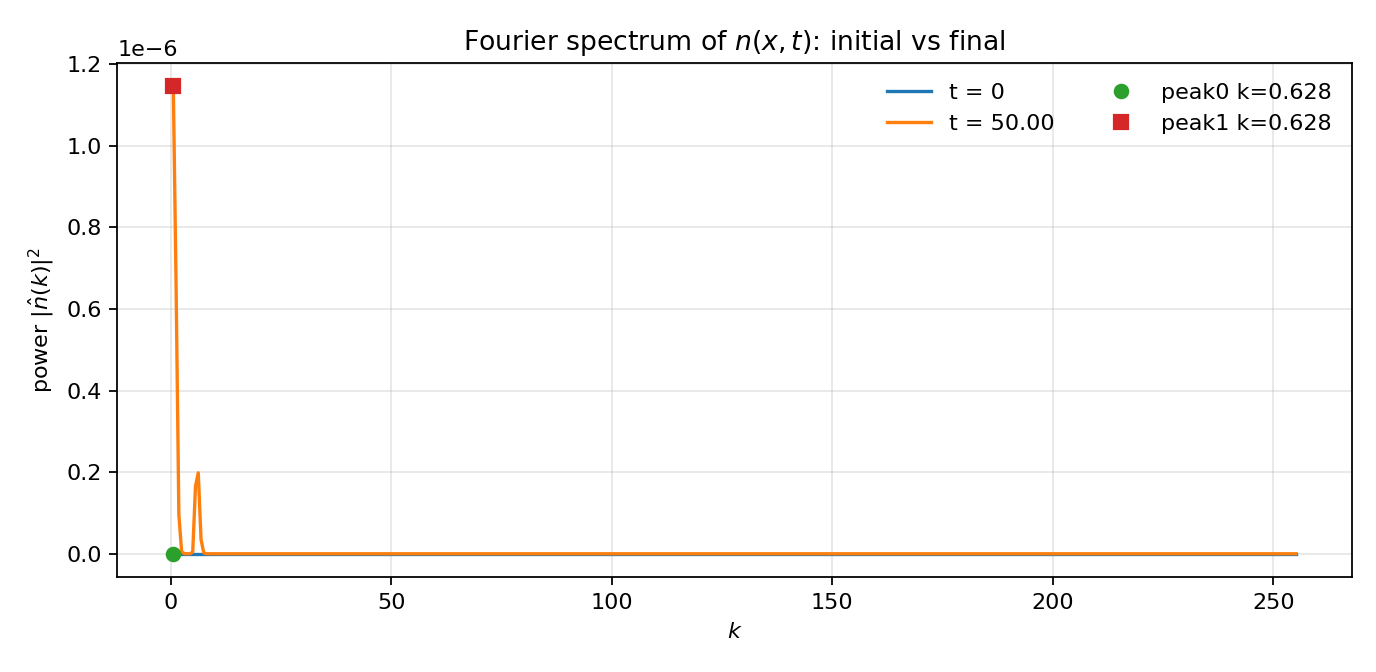 Fourier spectrum of n(x, t): initial vs final
1e−6
1.2
1.0
0.8
0.6
0.4
0.2
0.0
power |n̂(k)|²
t = 0
t = 50.00
peak0 k=0.628
peak1 k=0.628
0 50 100 150 200 250
k